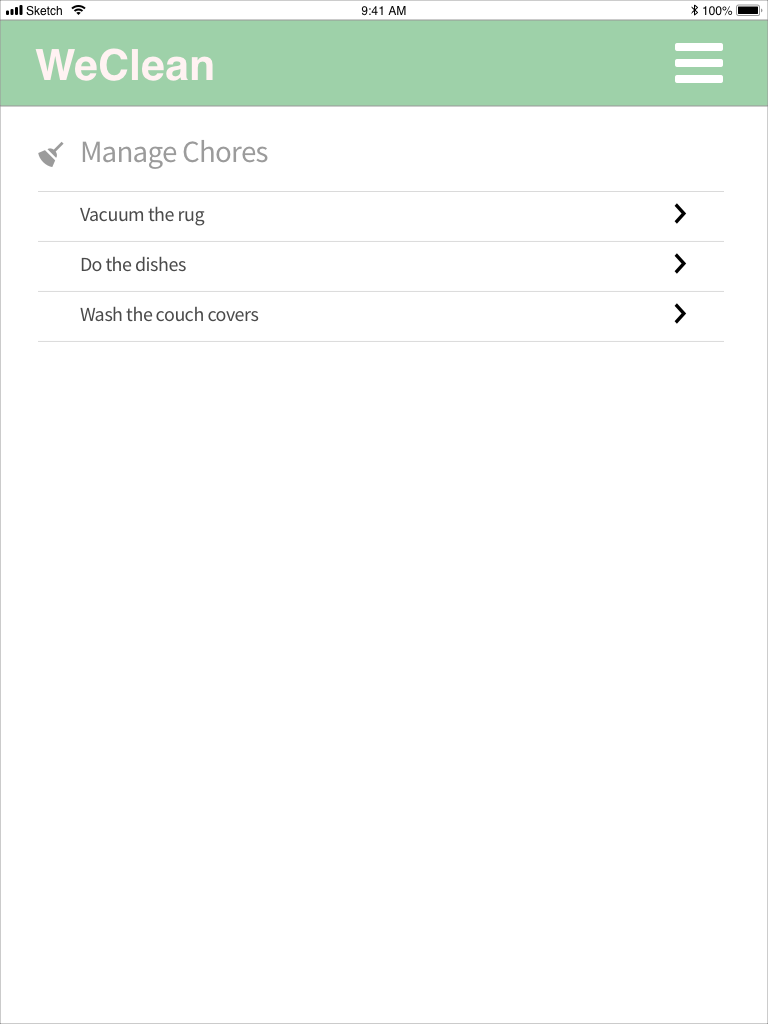 Sketch 9:41 AM 100%
WeClean
Manage Chores
Vacuum the rug
Do the dishes
Wash the couch covers